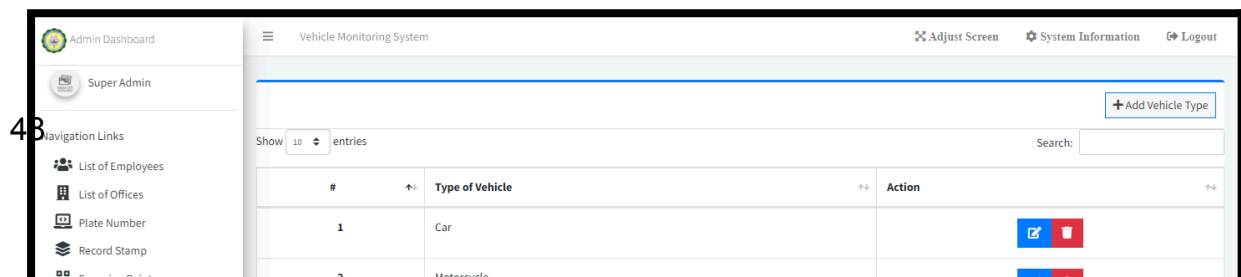 Admin Dashboard
Vehicle Monitoring System
Adjust Screen
System Information
Logout
Super Admin
Add Vehicle Type
43
Navigation Links
Show 10 entries
Search:
List of Employees
# Type of Vehicle Action
List of Offices
Plate Number
1 Car
Record Stamp
2 Motorcycle